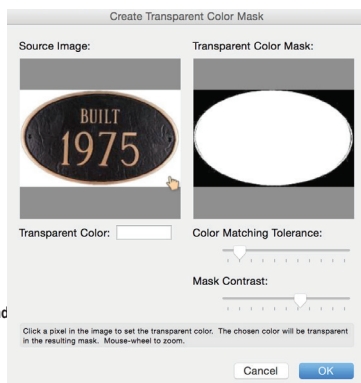 Create Transparent Color Mask
Source Image:
Transparent Color Mask:
BUILT
1975
Transparent Color:
Color Matching Tolerance:
Mask Contrast:
Click a pixel in the image to set the transparent color. The chosen color will be transparent
in the resulting mask. Mouse-wheel to zoom.
Cancel
OK